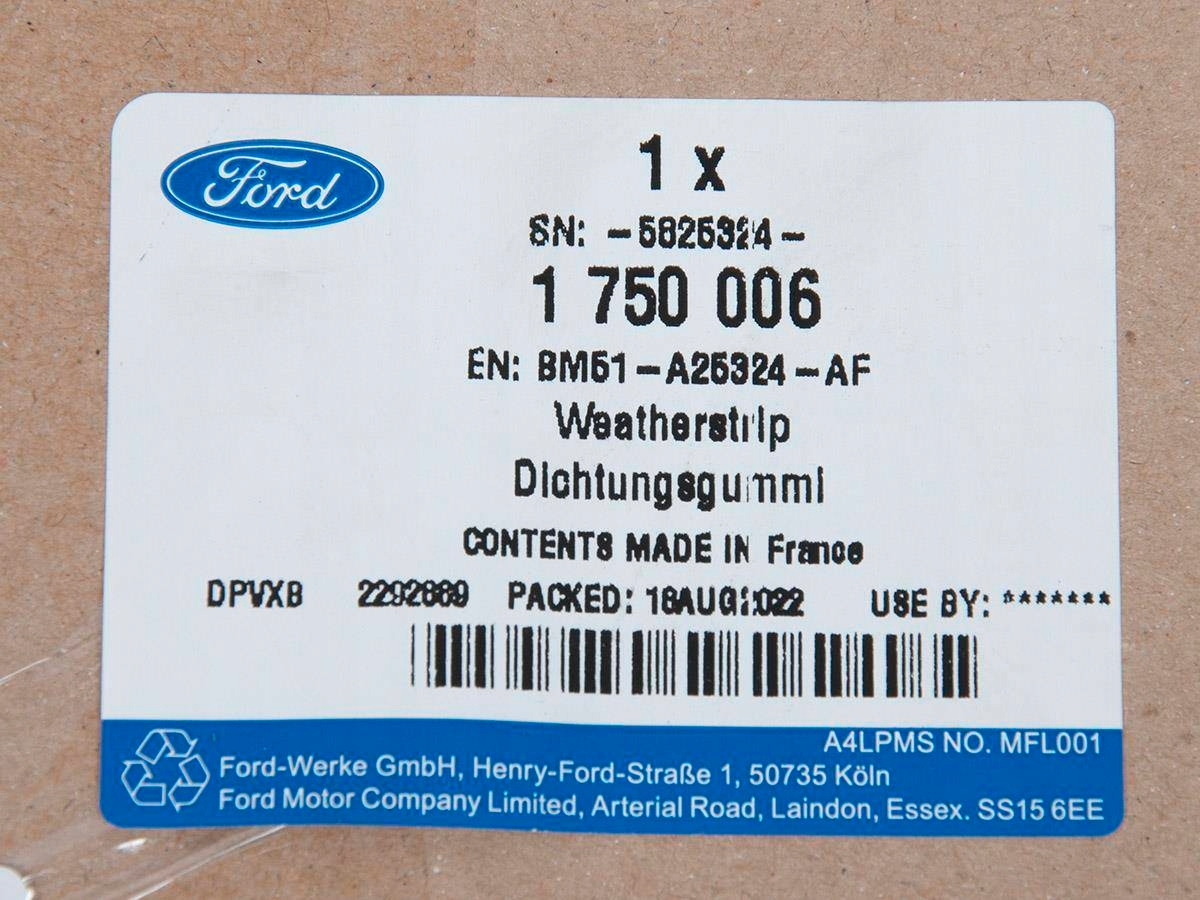 Ford
1 x
SN: -5825324-
1 750 006
EN: BM51-A25324-AF
Weatherstrip
Dichtungsgummi
CONTENTS MADE IN France
DPVXB PACKED: USE BY: *******
A4LPMS NO. MFL001
Ford-Werke GmbH, Henry-Ford-Straße 1, 50735 Köln
Ford Motor Company Limited, Arterial Road, Laindon, Essex. SS15 6EE